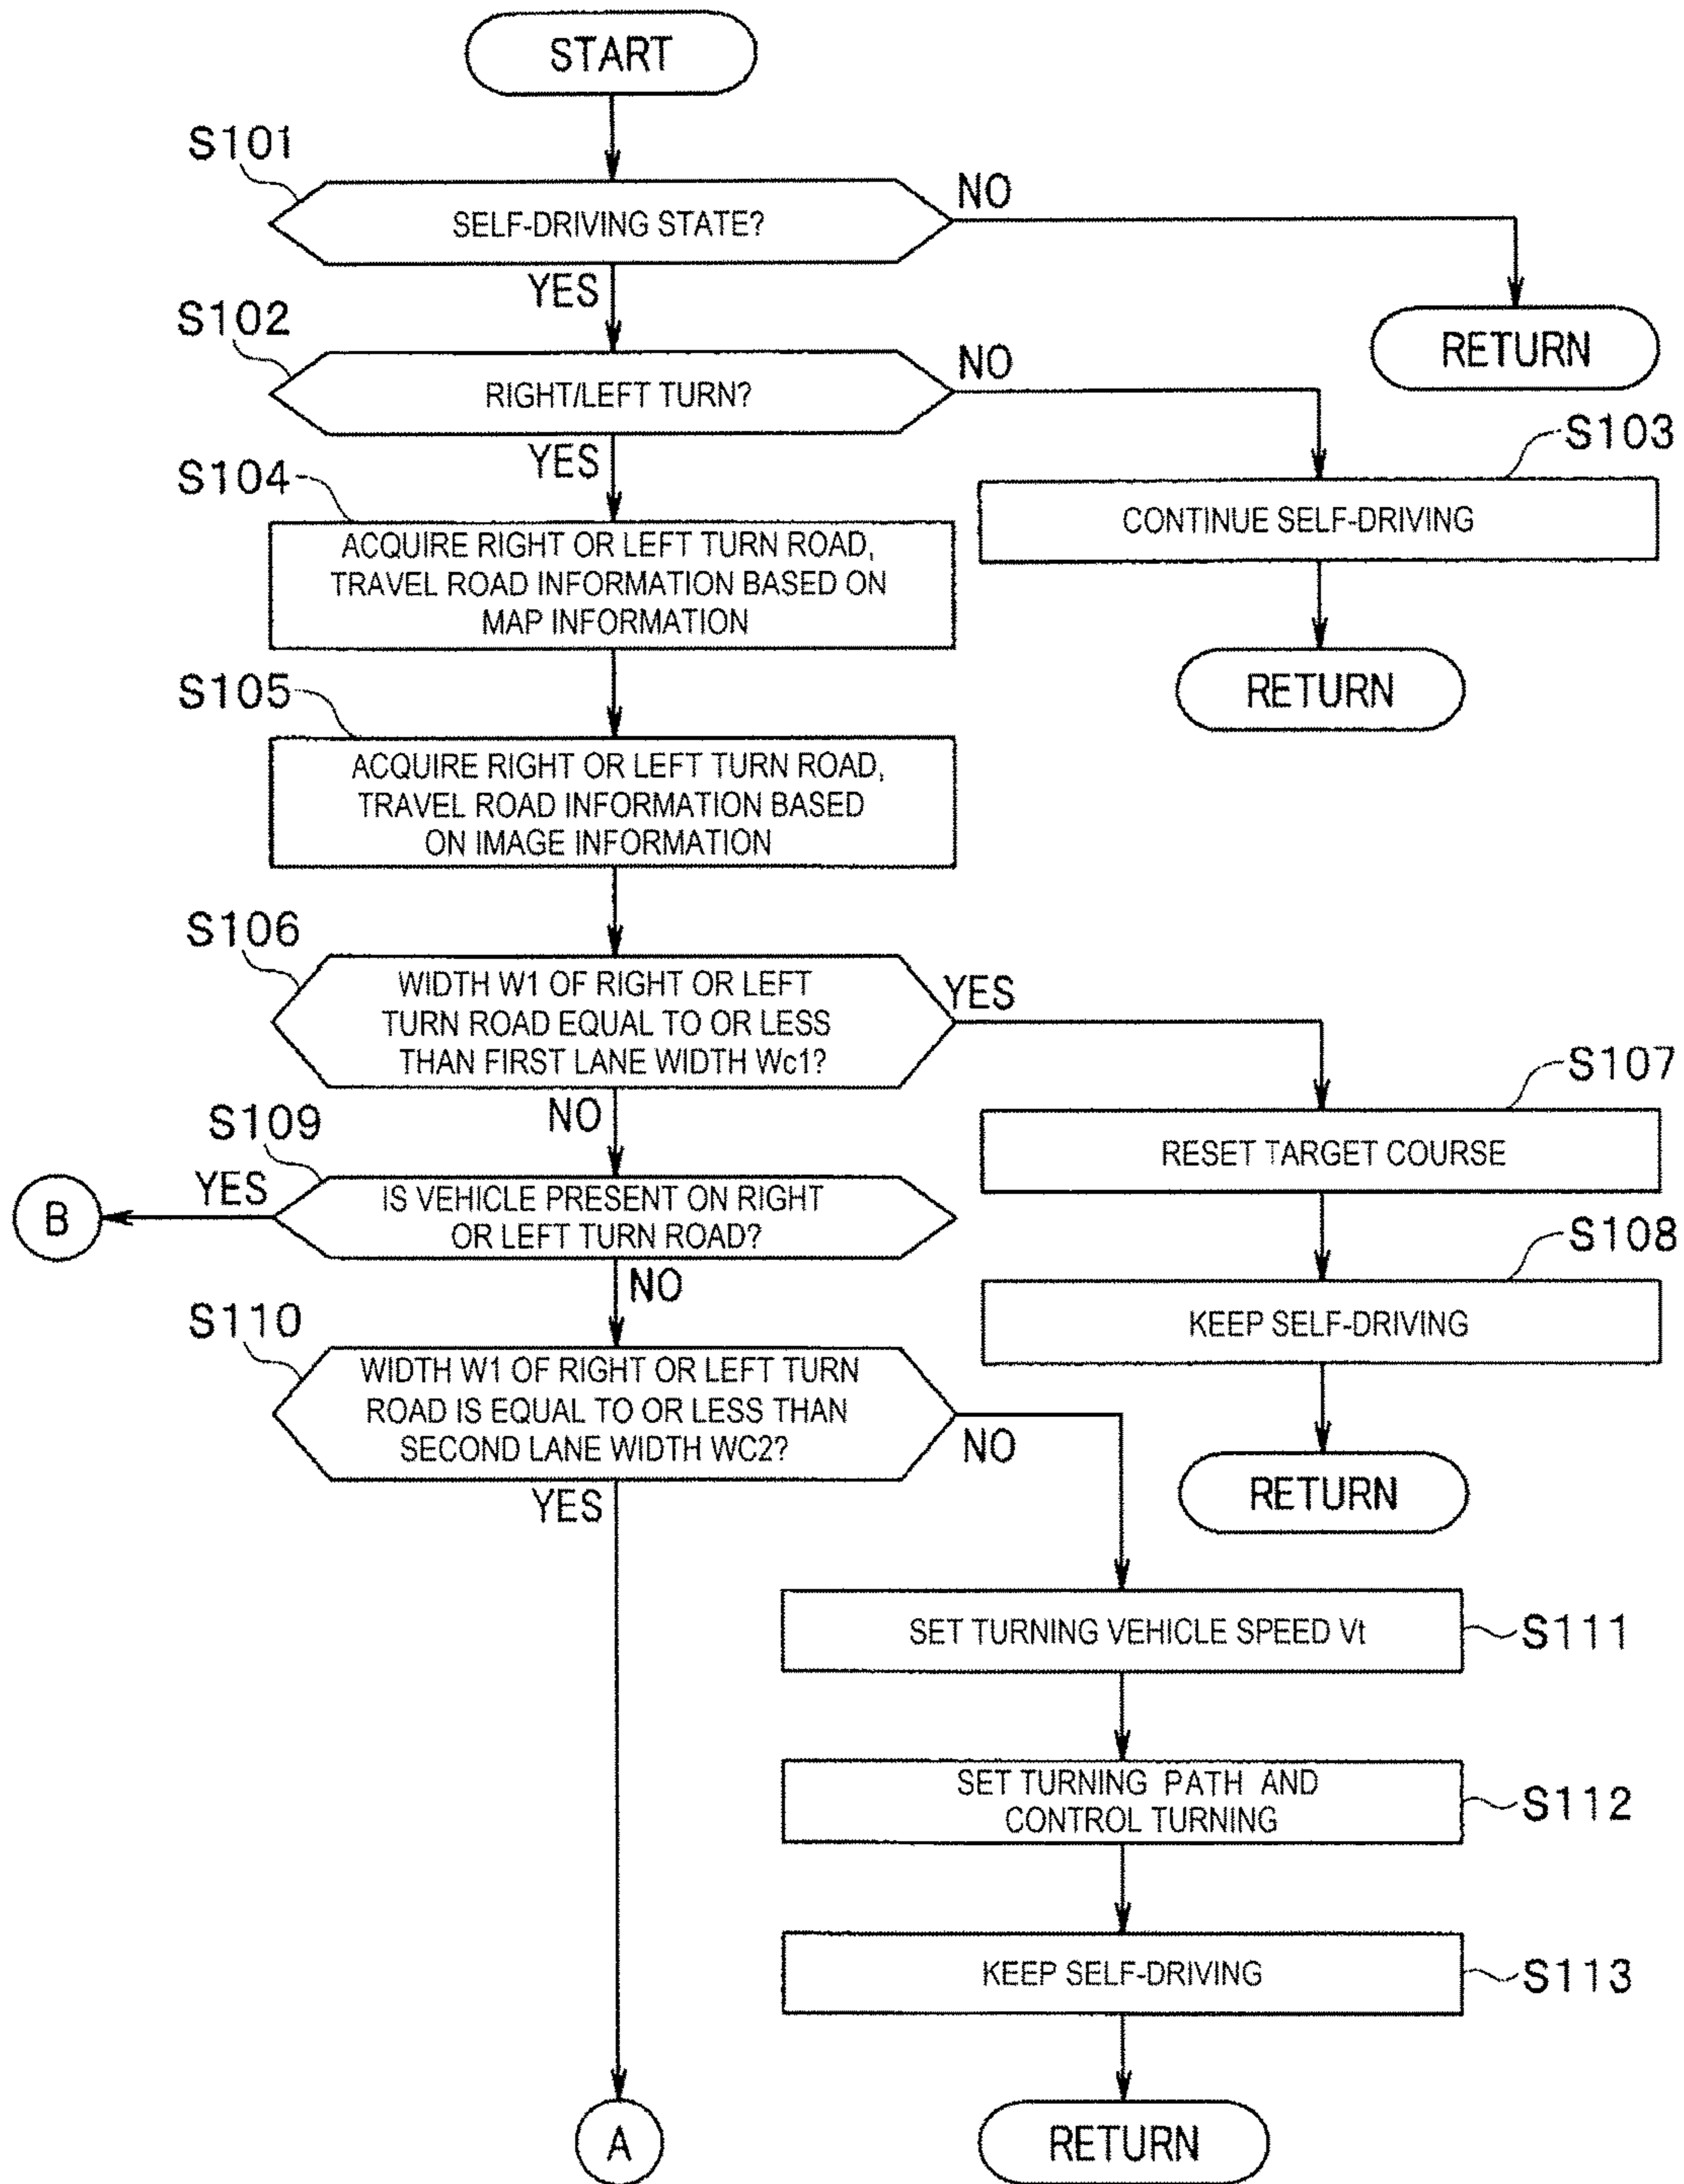 START
S101
SELF-DRIVING STATE?
NO
YES
RETURN
S102
RIGHT/LEFT TURN?
NO
YES
S103
CONTINUE SELF-DRIVING
RETURN
S104
ACQUIRE RIGHT OR LEFT TURN ROAD,
TRAVEL ROAD INFORMATION BASED ON
MAP INFORMATION
S105
ACQUIRE RIGHT OR LEFT TURN ROAD,
TRAVEL ROAD INFORMATION BASED
ON IMAGE INFORMATION
S106
WIDTH W1 OF RIGHT OR LEFT
TURN ROAD EQUAL TO OR LESS
THAN FIRST LANE WIDTH Wc1?
YES
NO
S107
RESET TARGET COURSE
S108
KEEP SELF-DRIVING
RETURN
S109
IS VEHICLE PRESENT ON RIGHT
OR LEFT TURN ROAD?
YES
B
NO
S110
WIDTH W1 OF RIGHT OR LEFT TURN
ROAD IS EQUAL TO OR LESS THAN
SECOND LANE WIDTH WC2?
NO
YES
SET TURNING VEHICLE SPEED Vt
S111
SET TURNING PATH AND
CONTROL TURNING
S112
KEEP SELF-DRIVING
S113
A
RETURN